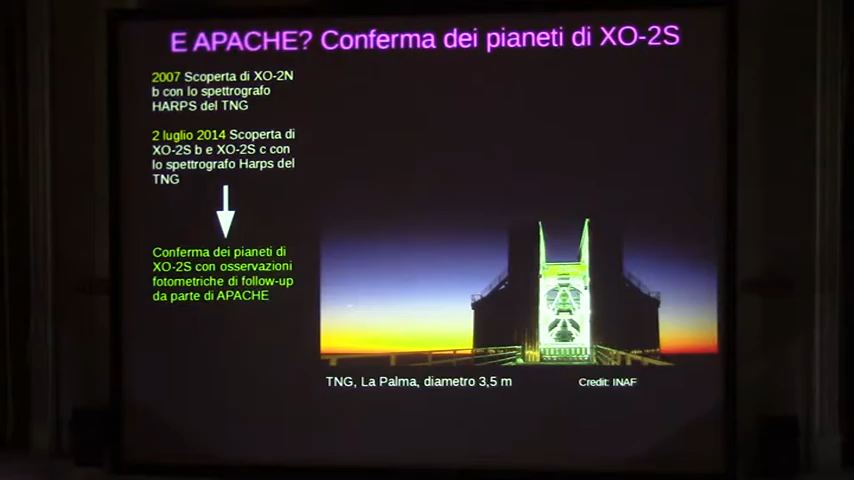 E APACHE? Conferma dei pianeti di XO-2S
2007 Scoperta di XO-2N
b con lo spettrografo
HARPS del TNG
2 luglio 2014 Scoperta di
XO-2S b e XO-2S c con
lo spettrografo Harps del
TNG
Conferma dei pianeti di
XO-2S con osservazioni
fotometriche di follow-up
da parte di APACHE
TNG, La Palma, diametro 3,5 m
Credit: INAF